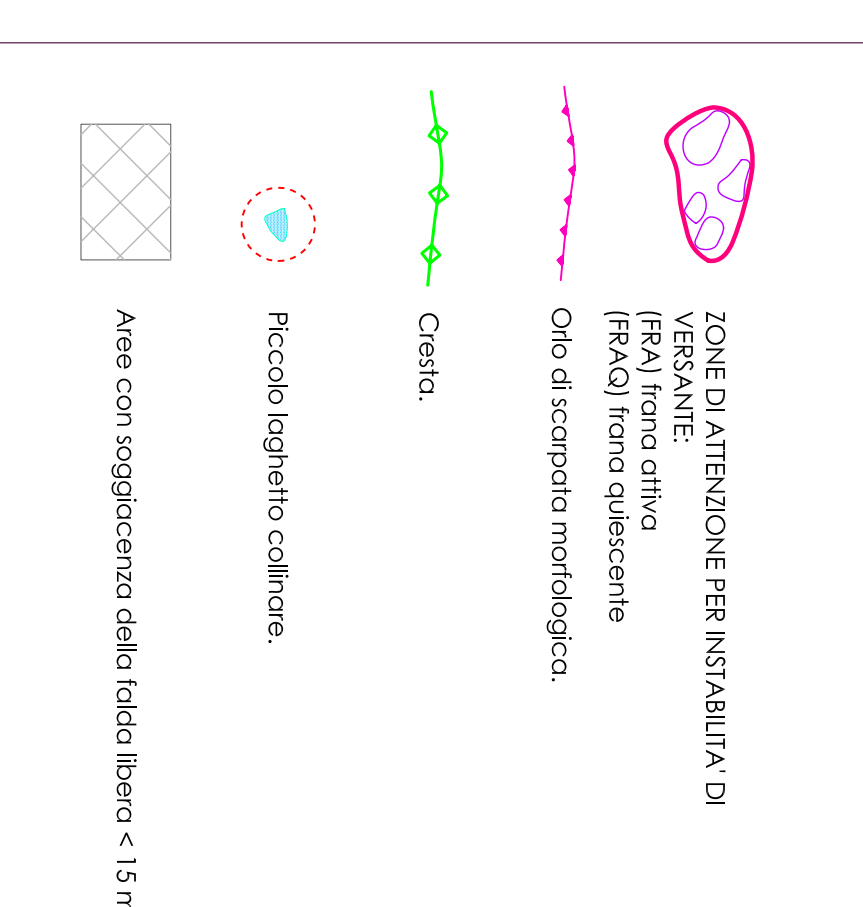 ZONE DI ATTENZIONE PER INSTABILITA' DI
VERSANTE:
(FRA) frana attiva
(FRAQ) frana quiescente
Orlo di scarpata morfologica.
Cresta.
Piccolo laghetto collinare.
Aree con soggiacenza della falda libera < 15 m